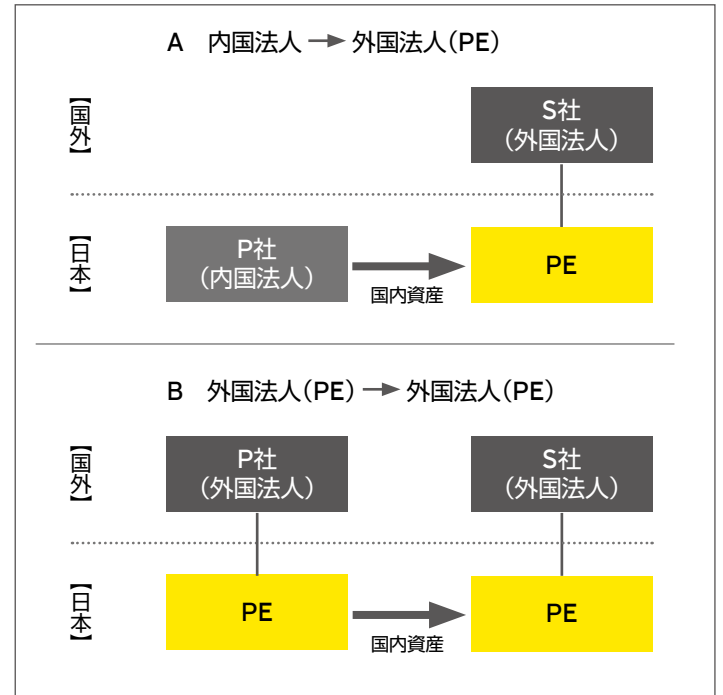 A 内国法人 → 外国法人(PE)
【国外】
S社
(外国法人)
【日本】
P社
(内国法人)
国内資産
PE
B 外国法人(PE) → 外国法人(PE)
【国外】
P社
(外国法人)
S社
(外国法人)
【日本】
PE
国内資産
PE